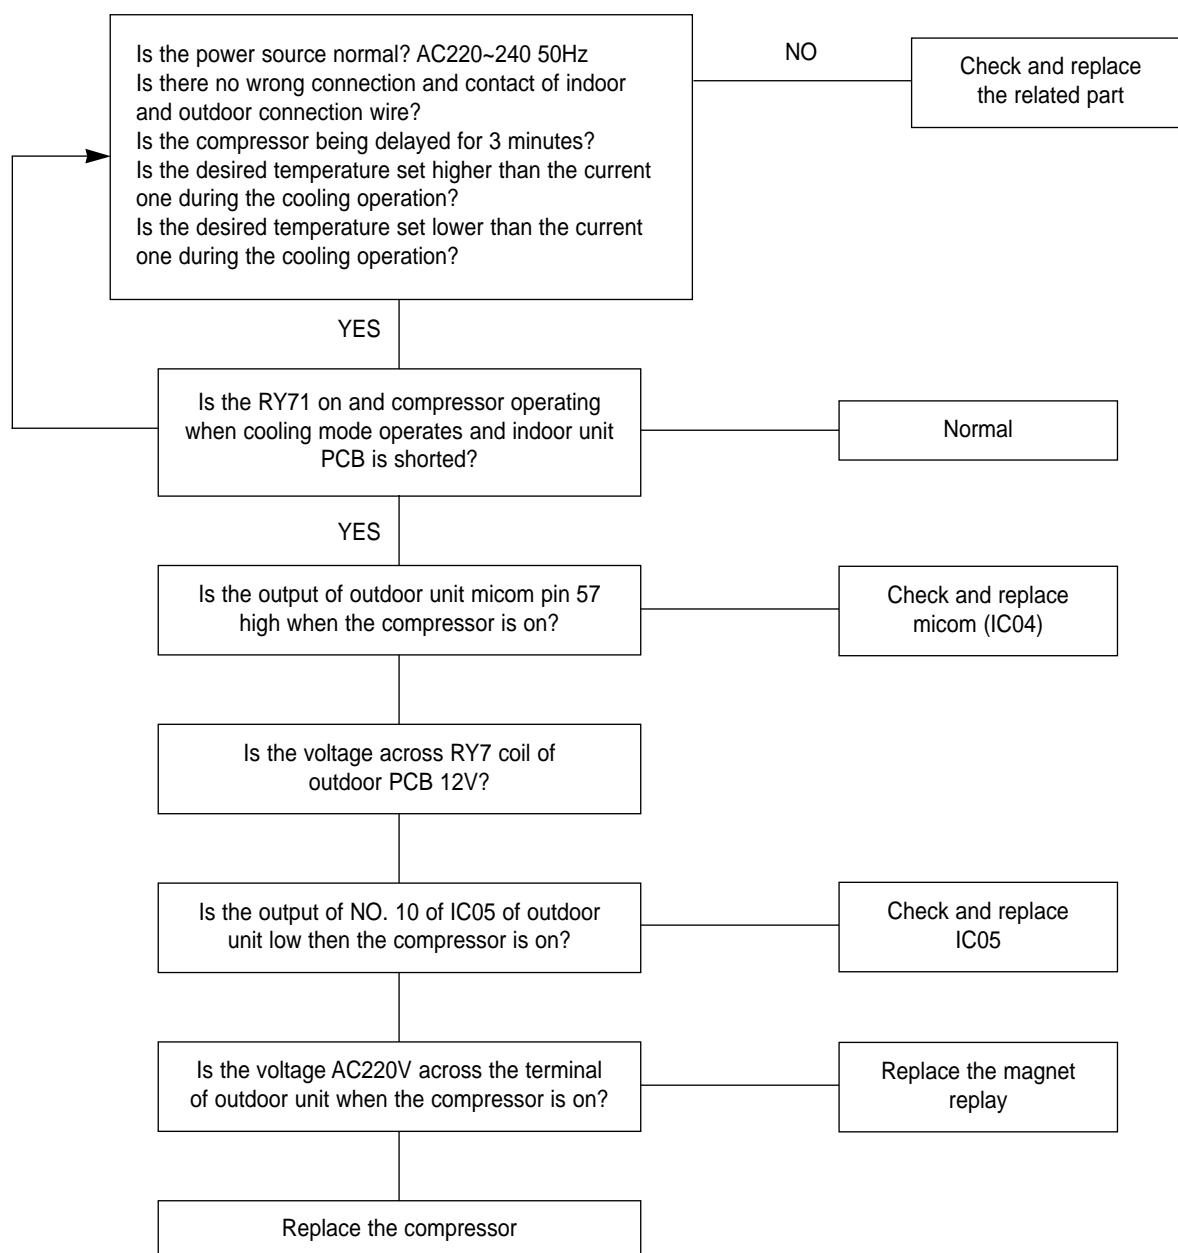 Is the power source normal? AC220~240 50Hz
Is there no wrong connection and contact of indoor
and outdoor connection wire?
Is the compressor being delayed for 3 minutes?
Is the desired temperature set higher than the current
one during the cooling operation?
Is the desired temperature set lower than the current
one during the cooling operation?
NO
Check and replace
the related part
YES
Is the RY71 on and compressor operating
when cooling mode operates and indoor unit
PCB is shorted?
Normal
YES
Is the output of outdoor unit micom pin 57
high when the compressor is on?
Check and replace
micom (IC04)
Is the voltage across RY7 coil of
outdoor PCB 12V?
Is the output of NO. 10 of IC05 of outdoor
unit low then the compressor is on?
Check and replace
IC05
Is the voltage AC220V across the terminal
of outdoor unit when the compressor is on?
Replace the magnet
replay
Replace the compressor